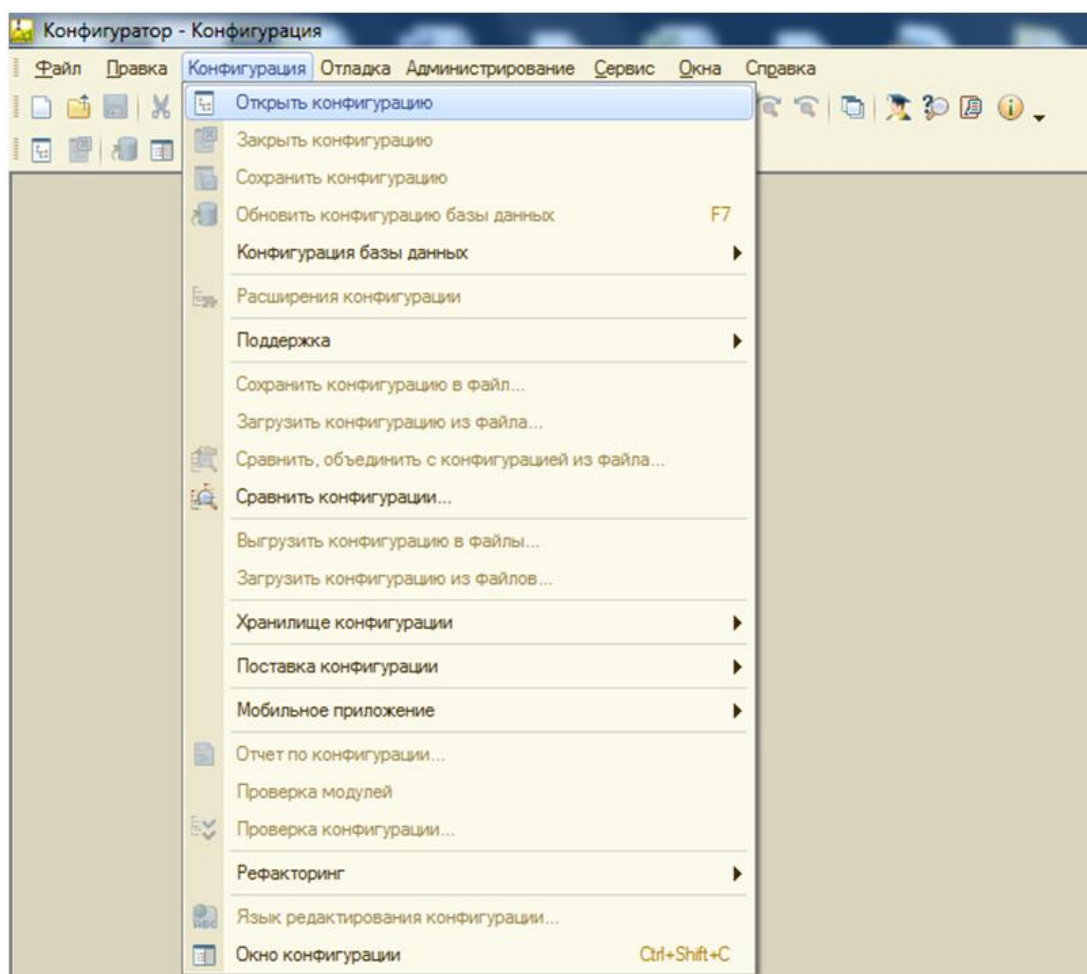 Конфигуратор - Конфигурация
Файл Правка Конфигурация Отладка Администрирование Сервис Окна Справка
Открыть конфигурацию
Закрыть конфигурацию
Сохранить конфигурацию
Обновить конфигурацию базы данных F7
Конфигурация базы данных
Расширения конфигурации
Поддержка
Сохранить конфигурацию в файл...
Загрузить конфигурацию из файла...
Сравнить, объединить с конфигурацией из файла...
Сравнить конфигурации...
Выгрузить конфигурацию в файлы...
Загрузить конфигурацию из файлов...
Хранилище конфигурации
Поставка конфигурации
Мобильное приложение
Отчет по конфигурации...
Проверка модулей
Проверка конфигурации...
Рефакторинг
Язык редактирования конфигурации...
Окно конфигурации Ctrl+Shift+C